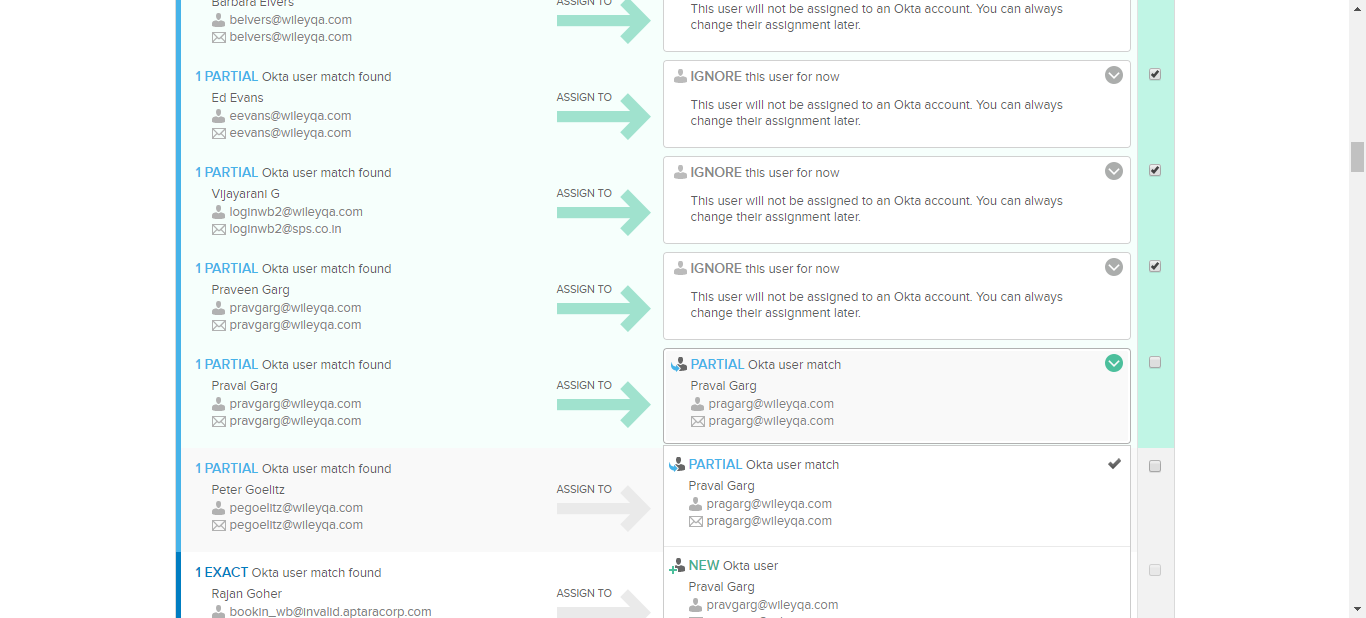 Barbara Elvers
belvers@wileyqa.com
belvers@wileyqa.com
ASSIGN TO
This user will not be assigned to an Okta account. You can always
change their assignment later.
1 PARTIAL Okta user match found
Ed Evans
eevans@wileyqa.com
eevans@wileyqa.com
ASSIGN TO
IGNORE this user for now
This user will not be assigned to an Okta account. You can always
change their assignment later.
1 PARTIAL Okta user match found
Vijayarani G
loginwb2@wileyqa.com
loginwb2@sps.co.in
ASSIGN TO
IGNORE this user for now
This user will not be assigned to an Okta account. You can always
change their assignment later.
1 PARTIAL Okta user match found
Praveen Garg
pravgarg@wileyqa.com
pravgarg@wileyqa.com
ASSIGN TO
IGNORE this user for now
This user will not be assigned to an Okta account. You can always
change their assignment later.
1 PARTIAL Okta user match found
Praval Garg
pravgarg@wileyqa.com
pravgarg@wileyqa.com
ASSIGN TO
PARTIAL Okta user match
Praval Garg
pragarg@wileyqa.com
pragarg@wileyqa.com
1 PARTIAL Okta user match found
Peter Goelitz
pegoelitz@wileyqa.com
pegoelitz@wileyqa.com
ASSIGN TO
PARTIAL Okta user match
Praval Garg
pragarg@wileyqa.com
pragarg@wileyqa.com
1 EXACT Okta user match found
Rajan Goher
bookin_wb@invalid.aptaracorp.com
ASSIGN TO
NEW Okta user
Praval Garg
pravgarg@wileyqa.com